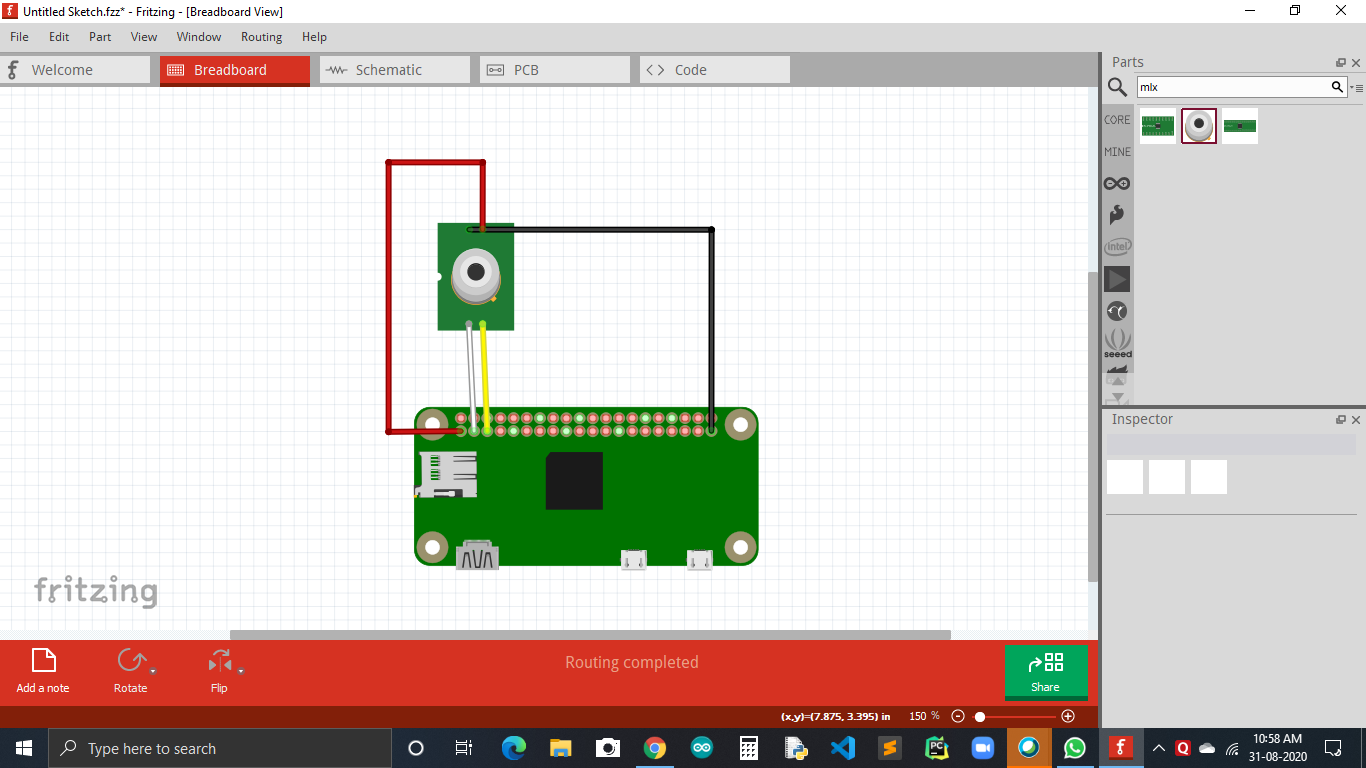 Untitled Sketch.fzz* - Fritzing - [Breadboard View]
File Edit Part View Window Routing Help
Welcome Breadboard Schematic PCB Code
Parts
mlx
CORE
MINE
intel
seeed
Inspector
fritzing
Add a note Rotate Flip
Routing completed
Share
(x,y)=(7.875, 3.395) in 150 %
Type here to search
PC
10:58 AM
31-08-2020